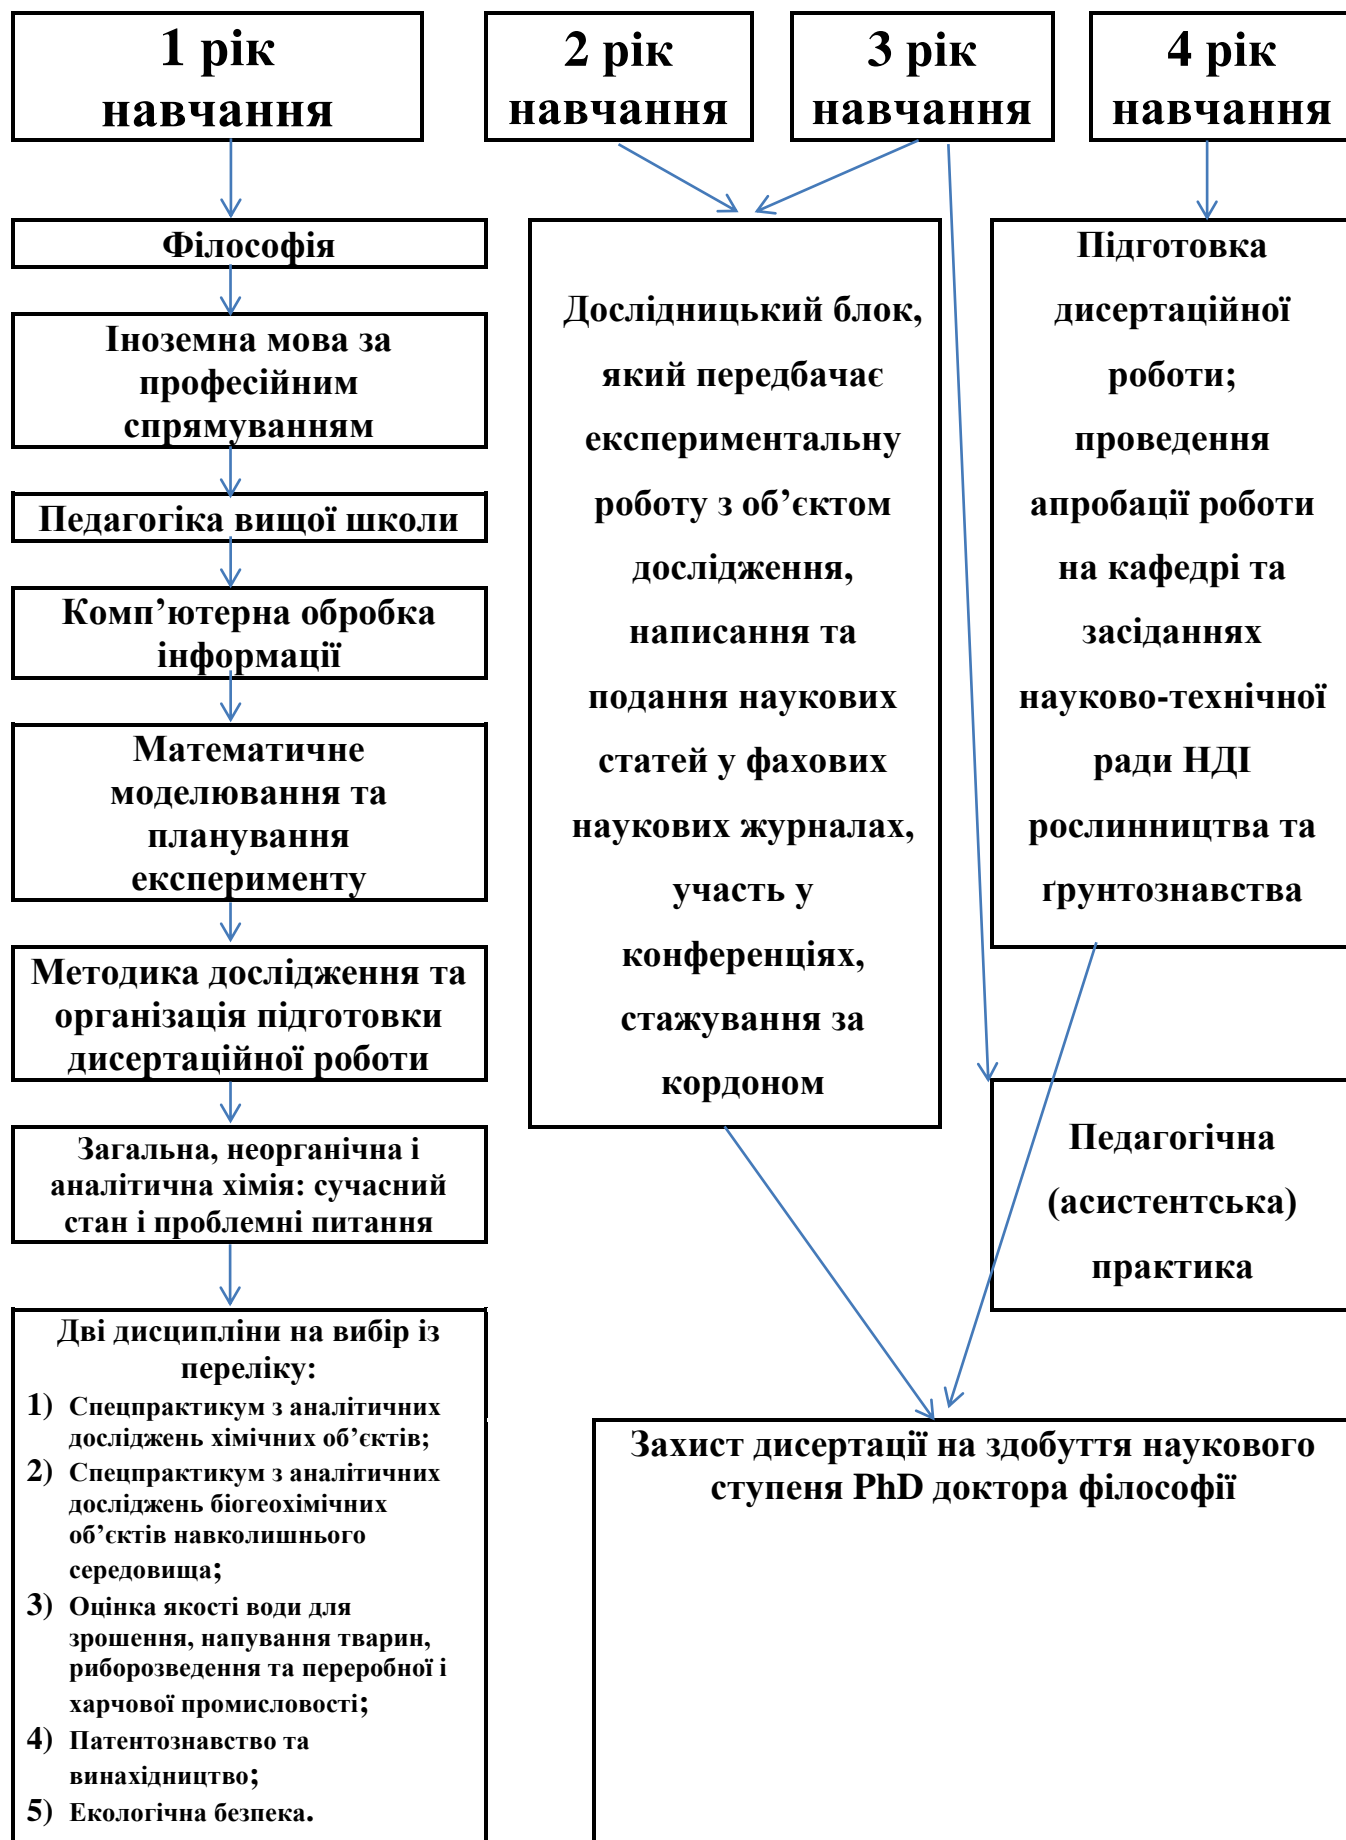 1 рік
навчання
2 рік
навчання
3 рік
навчання
4 рік
навчання
Філософія
Іноземна мова за
професійним
спрямуванням
Педагогіка вищої школи
Комп’ютерна обробка
інформації
Математичне
моделювання та
планування
експерименту
Методика дослідження та
організація підготовки
дисертаційної роботи
Загальна, неорганічна і
аналітична хімія: сучасний
стан і проблемні питання
Дві дисципліни на вибір із
переліку:
1) Спецпрактикум з аналітичних
досліджень хімічних об’єктів;
2) Спецпрактикум з аналітичних
досліджень біогеохімічних
об’єктів навколишнього
середовища;
3) Оцінка якості води для
зрошення, напування тварин,
риборозведення та переробної і
харчової промисловості;
4) Патентознавство та
винахідництво;
5) Екологічна безпека.
Дослідницький блок,
який передбачає
експериментальну
роботу з об’єктом
дослідження,
написання та
подання наукових
статей у фахових
наукових журналах,
участь у
конференціях,
стажування за
кордоном
Підготовка
дисертаційної
роботи;
проведення
апробації роботи
на кафедрі та
засіданнях
науково-технічної
ради НДІ
рослинництва та
ґрунтознавства
Педагогічна
(асистентська)
практика
Захист дисертації на здобуття наукового
ступеня PhD доктора філософії